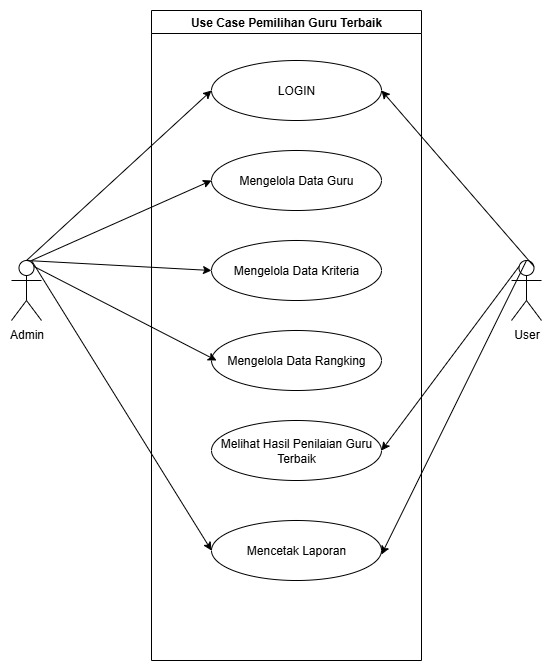 Use Case Pemilihan Guru Terbaik
LOGIN
Mengelola Data Guru
Mengelola Data Kriteria
Admin
User
Mengelola Data Rangking
Melihat Hasil Penilaian Guru
Terbaik
Mencetak Laporan